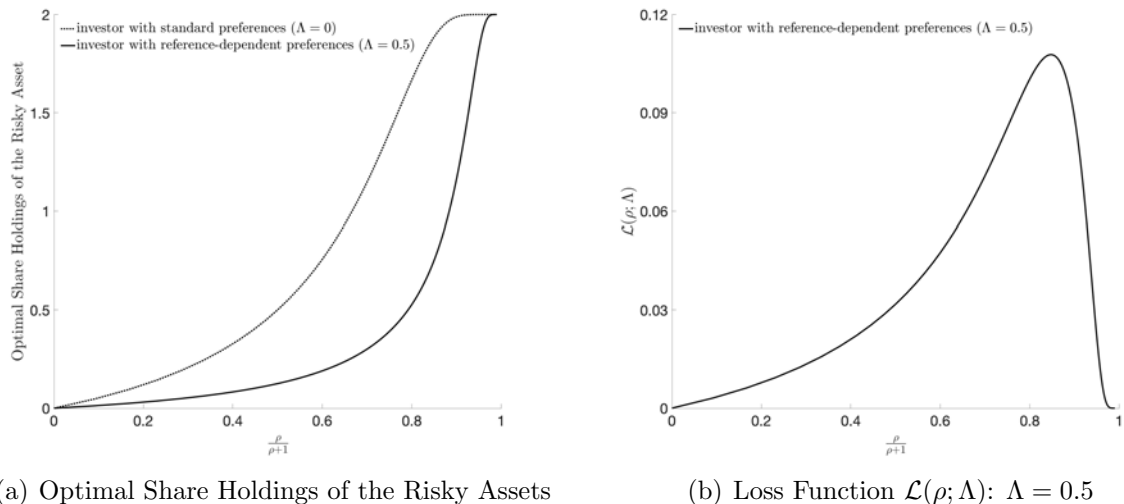 investor with standard preferences (Λ = 0)
investor with reference-dependent preferences (Λ = 0.5)
Optimal Share Holdings of the Risky Asset
2
1.5
1
0.5
0
0 0.2 0.4 0.6 0.8 1
ρ/ρ+1
(a) Optimal Share Holdings of the Risky Assets
investor with reference-dependent preferences (Λ = 0.5)
ℒ(ρ; Λ)
0.12
0.09
0.06
0.03
0
0 0.2 0.4 0.6 0.8 1
ρ/ρ+1
(b) Loss Function ℒ(ρ; Λ): Λ = 0.5